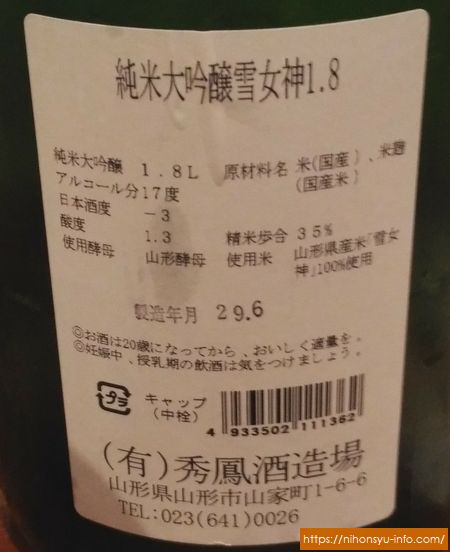 純米大吟醸雪女神1.8
純米大吟醸 1.8L 原材料名 米(国産)、米麹
アルコール分17度 (国産米)
日本酒度 −3
酸度 1.3 精米歩合 35%
使用酵母 山形酵母 使用米 山形県産米「雪女
神」100%使用
製造年月 29.6
◎お酒は20歳になってから、おいしく適量を。
◎妊娠中、授乳期の飲酒は気をつけましょう。
プラ キャップ
(中栓)
4 933502 111362
(有)秀鳳酒造場
山形県山形市山家町1-6-6
TEL:023(641)0026
https://nihonsyu-info.com/